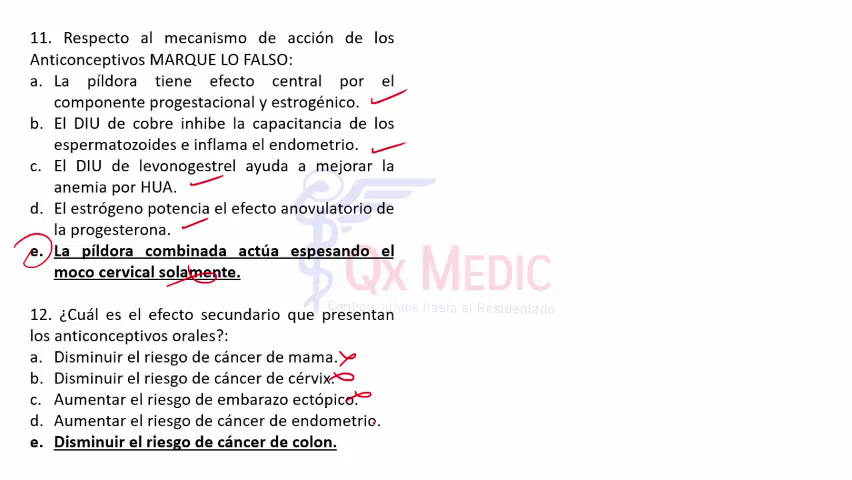 11. Respecto al mecanismo de acción de los
Anticonceptivos MARQUE LO FALSO:
a. La píldora tiene efecto central por el
componente progestacional y estrogénico.
b. El DIU de cobre inhibe la capacitancia de los
espermatozoides e inflama el endometrio.
c. El DIU de levonogestrel ayuda a mejorar la
anemia por HUA.
d. El estrógeno potencia el efecto anovulatorio de
la progesterona.
e. La píldora combinada actúa espesando el
moco cervical solamente.
QX MEDIC
Contigo, juntos hasta el Residentado
12. ¿Cuál es el efecto secundario que presentan
los anticonceptivos orales?:
a. Disminuir el riesgo de cáncer de mama.
b. Disminuir el riesgo de cáncer de cérvix.
c. Aumentar el riesgo de embarazo ectópico.
d. Aumentar el riesgo de cáncer de endometrio.
e. Disminuir el riesgo de cáncer de colon.